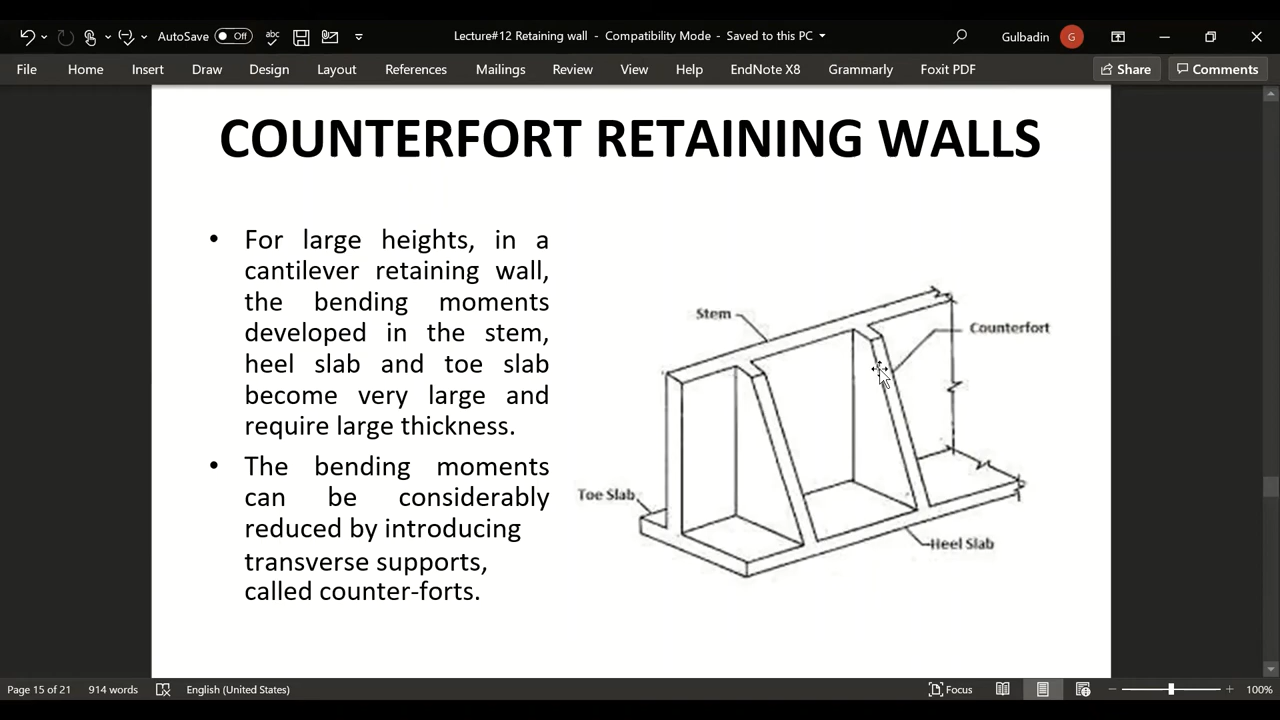 AutoSave Off abc Lecture#12 Retaining wall - Compatibility Mode - Saved to this PC Gulbadin G
File Home Insert Draw Design Layout References Mailings Review View Help EndNote X8 Grammarly Foxit PDF Share Comments
COUNTERFORT RETAINING WALLS
• For large heights, in a
cantilever retaining wall,
the bending moments
developed in the stem,
heel slab and toe slab
become very large and
require large thickness.
• The bending moments
can be considerably
reduced by introducing
transverse supports,
called counter-forts.
Stem
Counterfort
Toe Slab
Heel Slab
Page 15 of 21 914 words English (United States) Focus 100%